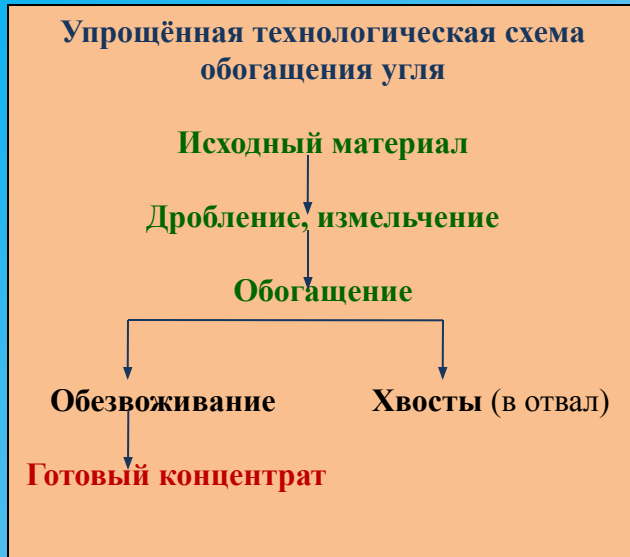 Упрощённая технологическая схема
обогащения угля
Исходный материал
Дробление, измельчение
Обогащение
Обезвоживание
Хвосты (в отвал)
Готовый концентрат